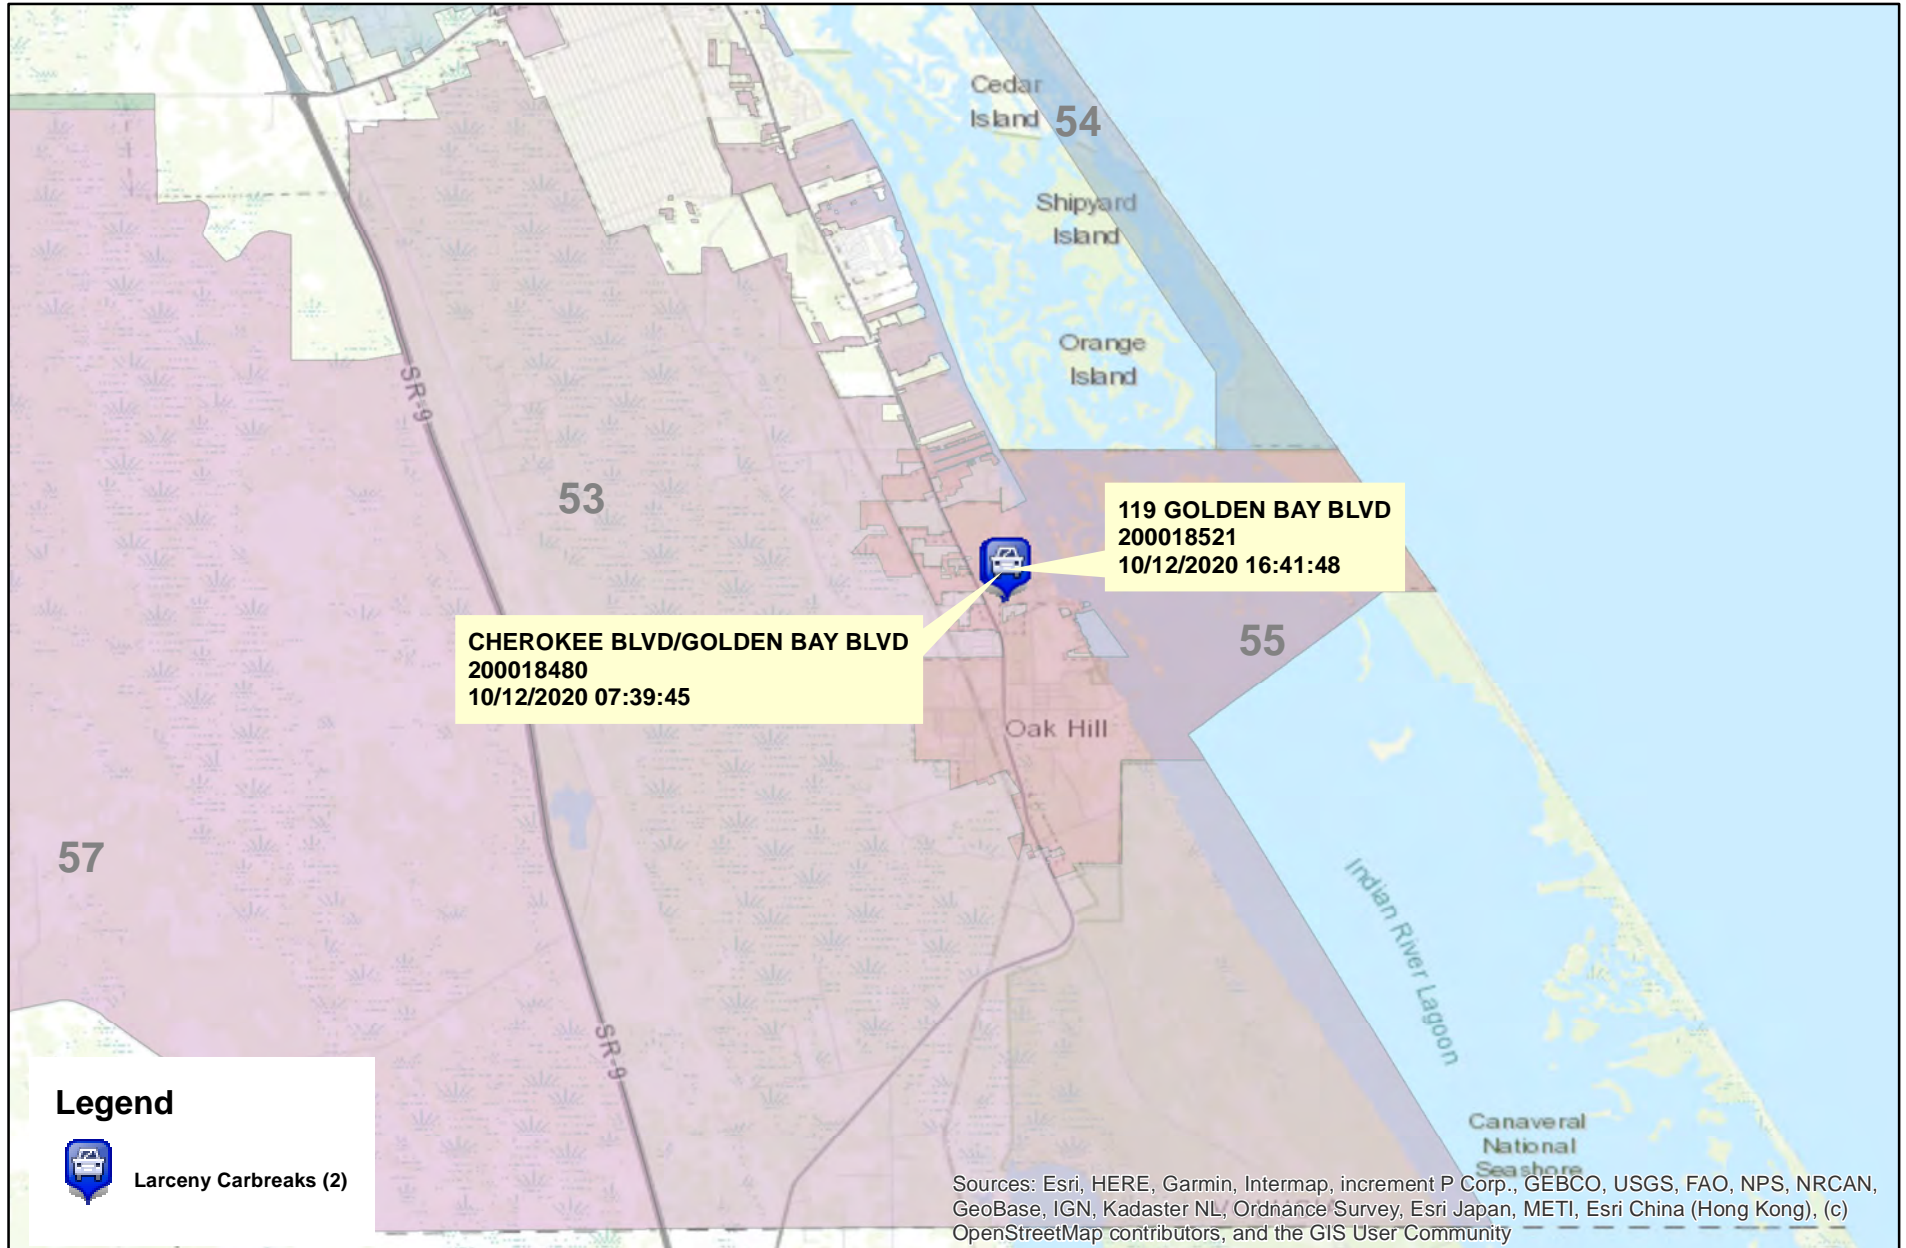 Cedar
Island
54
Shipyard
Island
Orange
Island
SR-9
53
119 GOLDEN BAY BLVD
200018521
10/12/2020 16:41:48
CHEROKEE BLVD/GOLDEN BAY BLVD
200018480
10/12/2020 07:39:45
55
Oak Hill
57
Indian River Lagoon
SR-9
Legend
Larceny Carbreaks (2)
Canaveral
National
Seashore
Sources: Esri, HERE, Garmin, Intermap, increment P Corp., GEBCO, USGS, FAO, NPS, NRCAN,
GeoBase, IGN, Kadaster NL, Ordnance Survey, Esri Japan, METI, Esri China (Hong Kong), (c)
OpenStreetMap contributors, and the GIS User Community